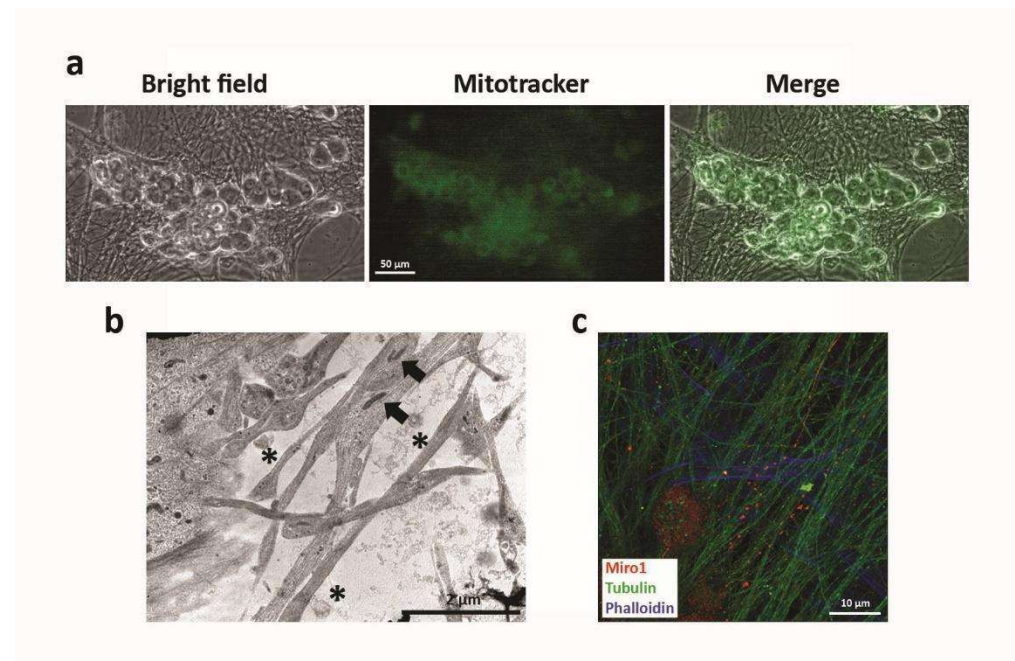 a
Bright field Mitotracker Merge
50 µm
b
c
*
*
*
2 µm
Miro1
Tubulin
Phalloidin
10 µm